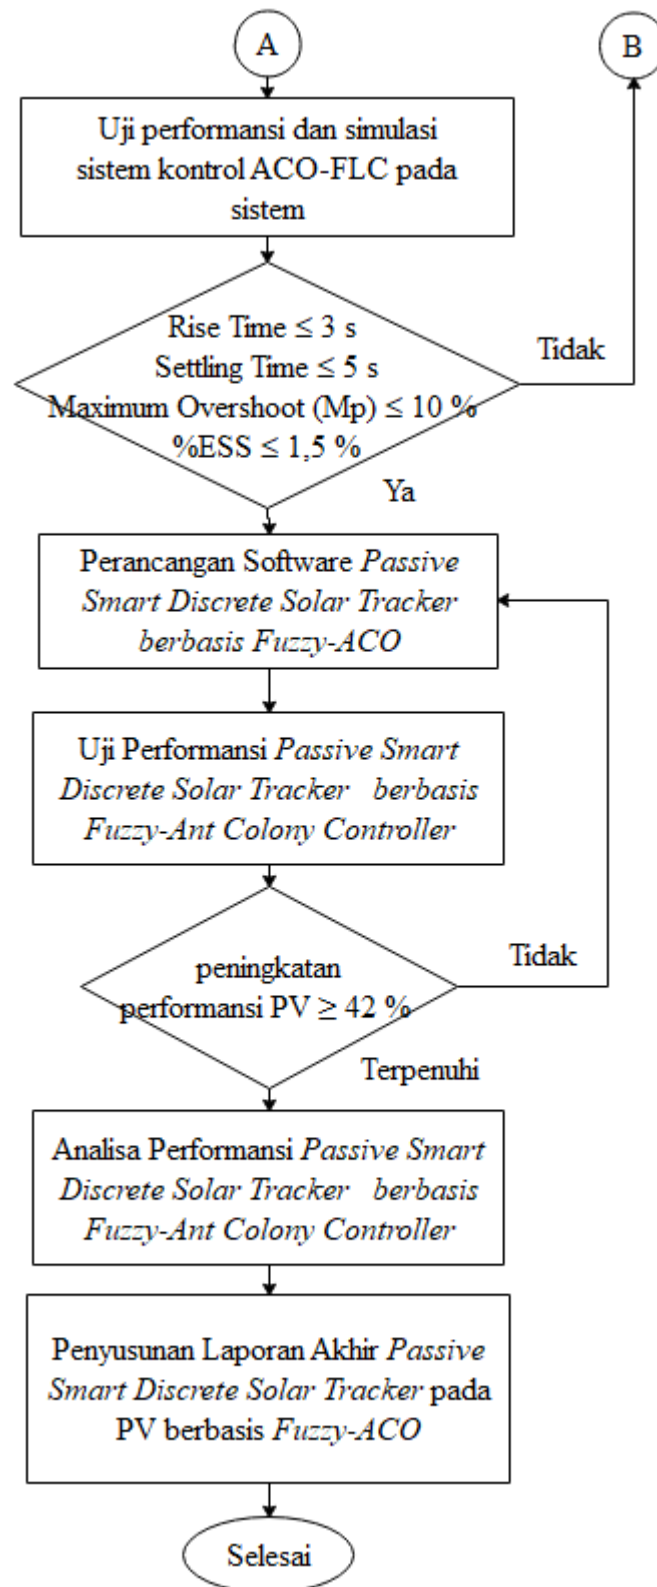 A
B
Uji performansi dan simulasi
sistem kontrol ACO-FLC pada
sistem
Rise Time ≤ 3 s
Settling Time ≤ 5 s
Maximum Overshoot (Mp) ≤ 10 %
%ESS ≤ 1,5 %
Tidak
Ya
Perancangan Software Passive
Smart Discrete Solar Tracker
berbasis Fuzzy-ACO
Uji Performansi Passive Smart
Discrete Solar Tracker berbasis
Fuzzy-Ant Colony Controller
peningkatan
performansi PV ≥ 42 %
Tidak
Terpenuhi
Analisa Performansi Passive Smart
Discrete Solar Tracker berbasis
Fuzzy-Ant Colony Controller
Penyusunan Laporan Akhir Passive
Smart Discrete Solar Tracker pada
PV berbasis Fuzzy-ACO
Selesai